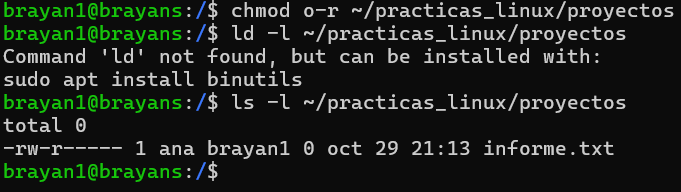 brayan1@brayans:/$ chmod o-r ~/practicas_linux/proyectos
brayan1@brayans:/$ ld -l ~/practicas_linux/proyectos
Command 'ld' not found, but can be installed with:
sudo apt install binutils
brayan1@brayans:/$ ls -l ~/practicas_linux/proyectos
total 0
-rw-r----- 1 ana brayan1 0 oct 29 21:13 informe.txt
brayan1@brayans:/$